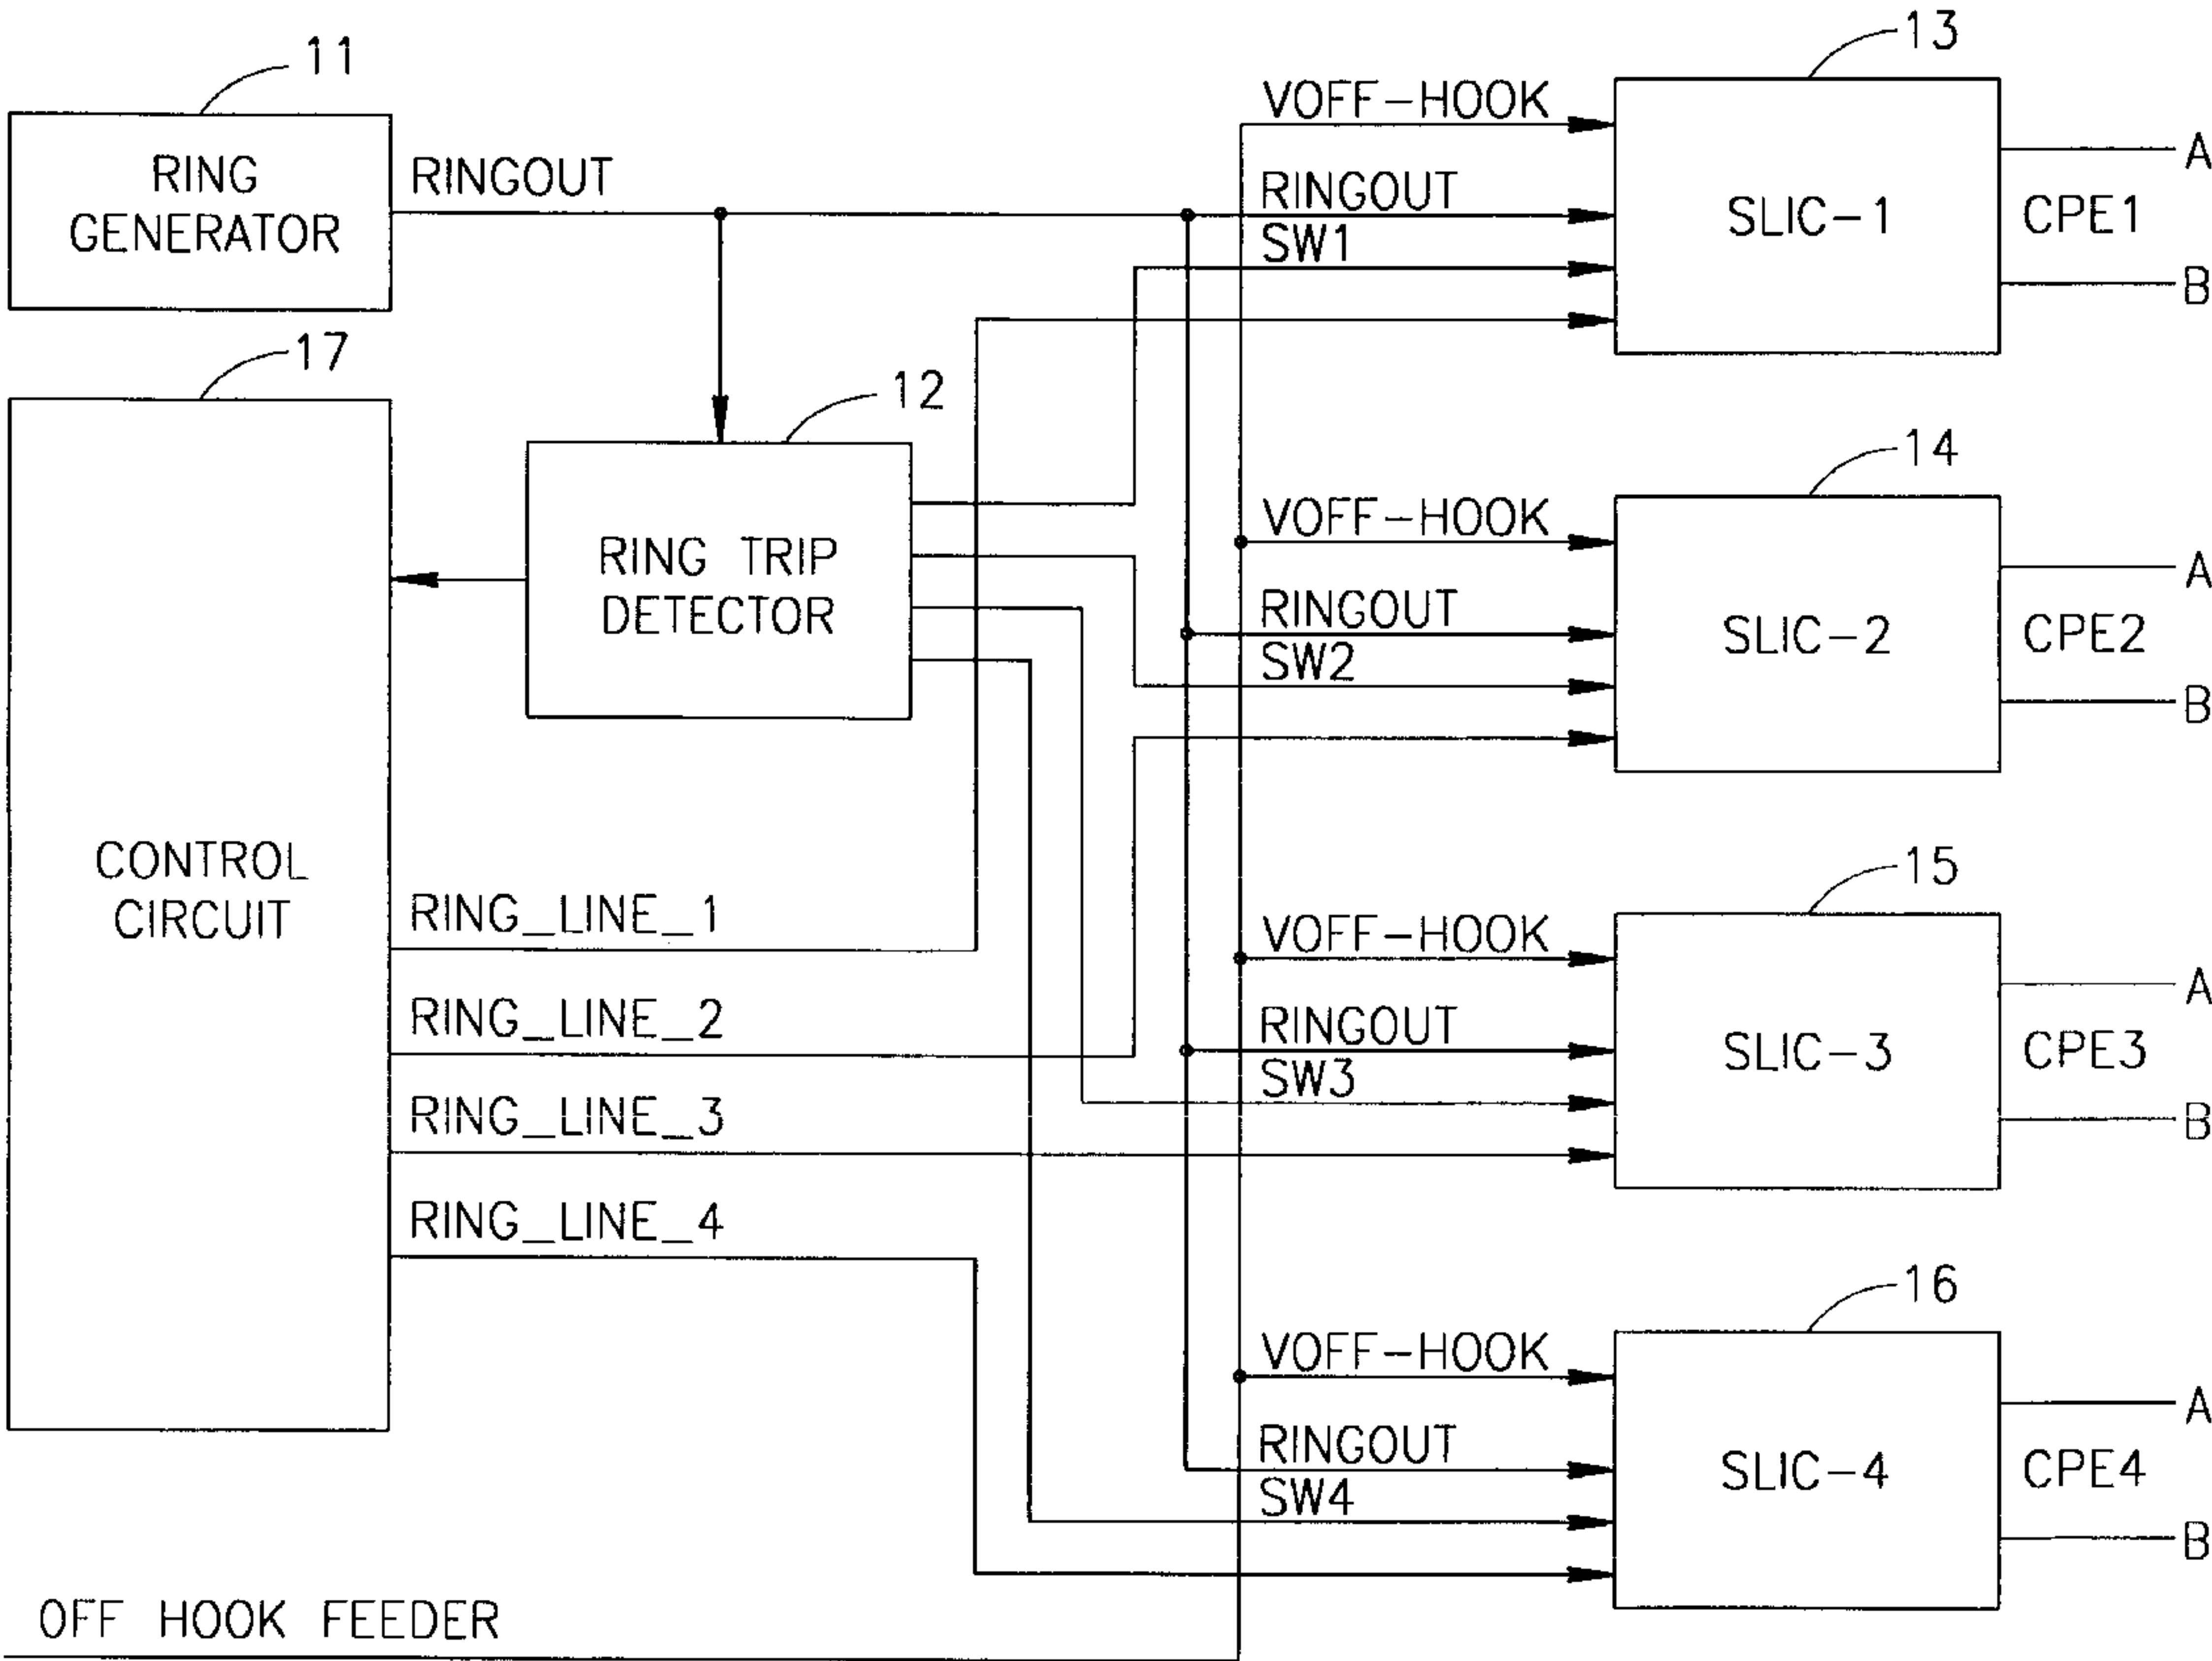 11
RING
GENERATOR
RINGOUT
17
CONTROL
CIRCUIT
12
RING TRIP
DETECTOR
RING_LINE_1
RING_LINE_2
RING_LINE_3
RING_LINE_4
OFF HOOK FEEDER
13
VOFF-HOOK
RINGOUT
SW1
SLIC-1
A
CPE1
B
14
VOFF-HOOK
RINGOUT
SW2
SLIC-2
A
CPE2
B
15
VOFF-HOOK
RINGOUT
SW3
SLIC-3
A
CPE3
B
16
VOFF-HOOK
RINGOUT
SW4
SLIC-4
A
CPE4
B